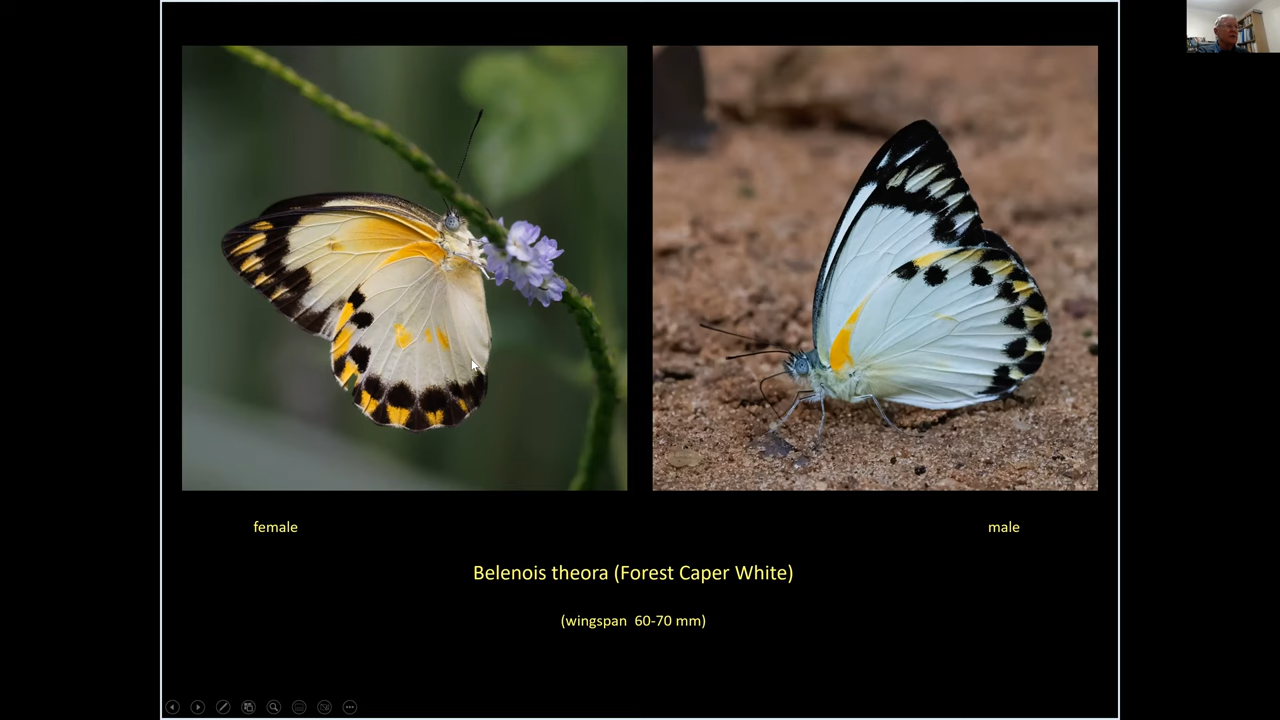 female
male
Belenois theora (Forest Caper White)
(wingspan  60-70 mm)